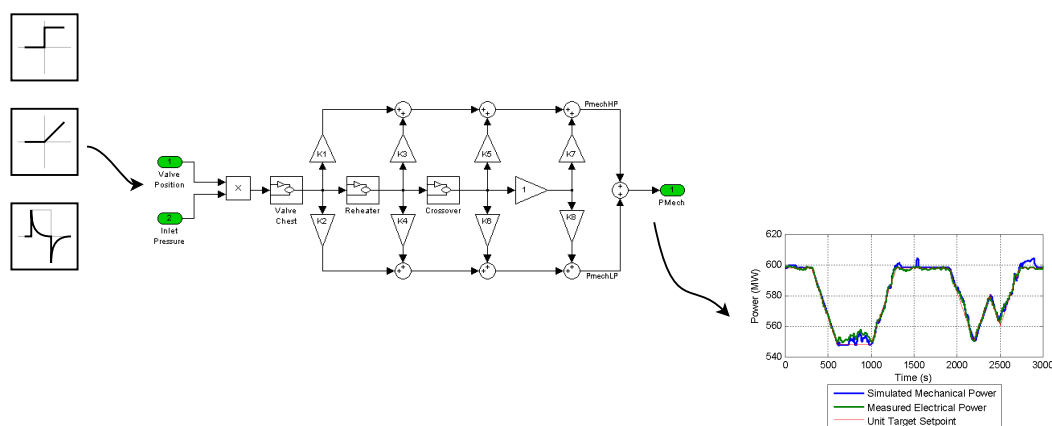 PmechHP
K1
K3
K5
K7
1
Valve
Position
×
Valve
Chest
Reheater
Crossover
1
1
PMech
2
Inlet
Pressure
K2
K4
K6
K8
PmechLP
620
600
580
560
540
Power (MW)
0
500
1000
1500
2000
2500
3000
Time (s)
Simulated Mechanical Power
Measured Electrical Power
Unit Target Setpoint